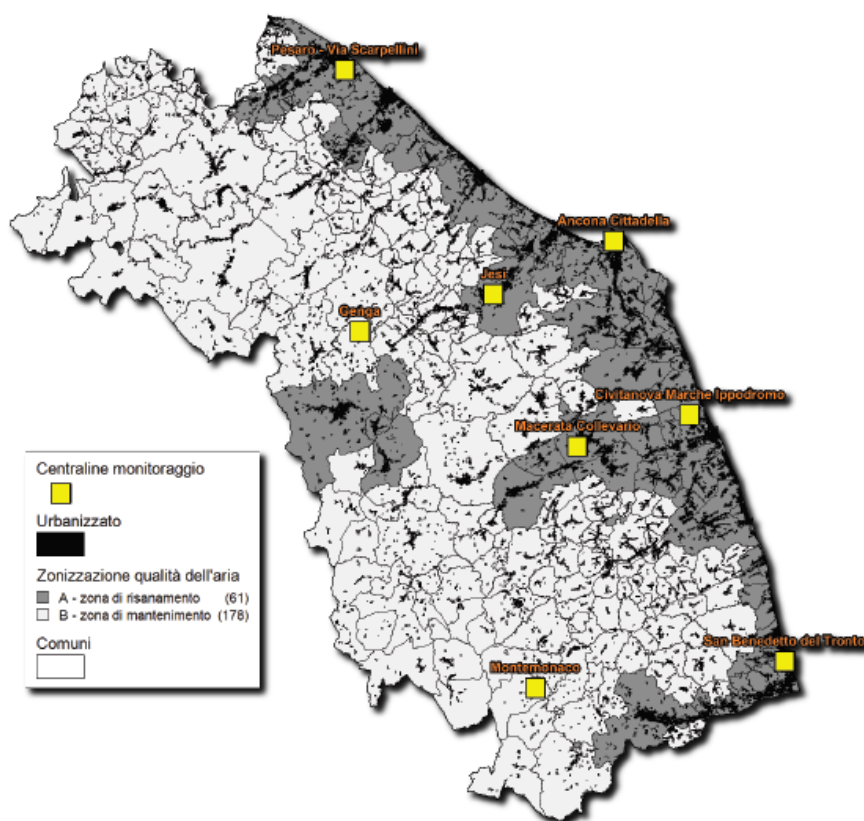 Pesaro - Via Scarpellini
Ancona Cittadella
Jesi
Genga
Civitanova Marche Ippodromo
Macerata Collevario
San Benedetto del Tronto
Montemonaco
Centraline monitoraggio
Urbanizzato
Zonizzazione qualità dell'aria
A - zona di risanamento (61)
B - zona di mantenimento (178)
Comuni